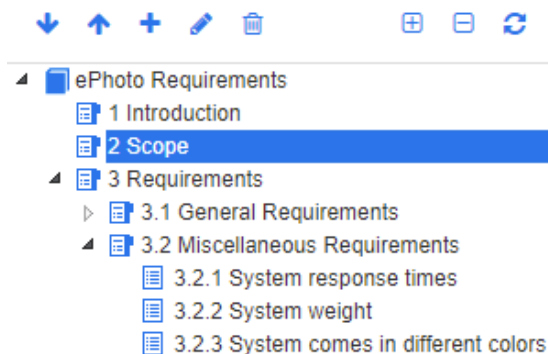 ePhoto Requirements
1 Introduction
2 Scope
3 Requirements
3.1 General Requirements
3.2 Miscellaneous Requirements
3.2.1 System response times
3.2.2 System weight
3.2.3 System comes in different colors